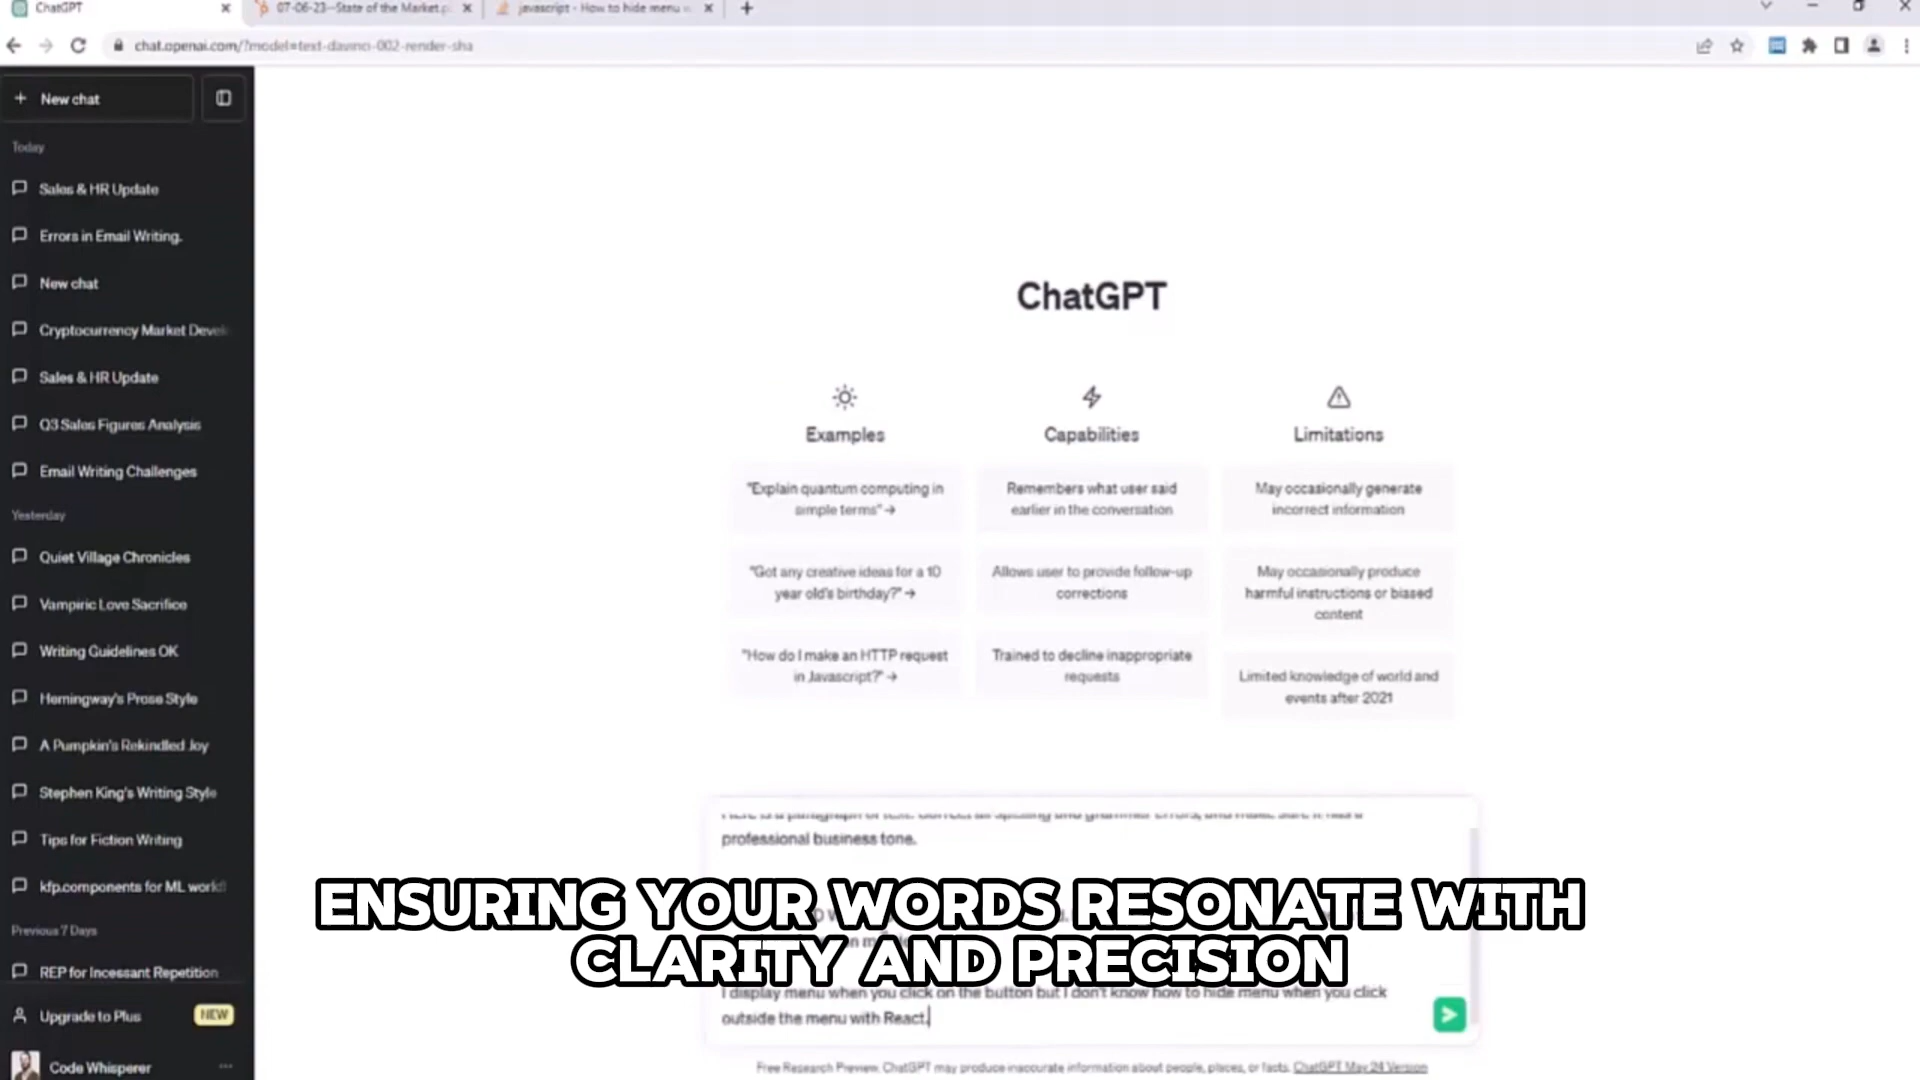 ChatGPT
07-06-23--State of the Market
javascript - How to hide menu
chat.openai.com/?model=text-davinci-002-render-sha
New chat
Today
Sales & HR Update
Errors in Email Writing.
New chat
Cryptocurrency Market Devel
Sales & HR Update
Q3 Sales Figures Analysis
Email Writing Challenges
Yesterday
Quiet Village Chronicles
Vampiric Love Sacrifice
Writing Guidelines OK
Hemingway's Prose Style
A Pumpkin's Rekindled Joy
Stephen King's Writing Style
Tips for Fiction Writing
kfp.components for ML work
Previous 7 Days
REP for Incessant Repetition
Upgrade to Plus NEW
Code Whisperer
ChatGPT
Examples
"Explain quantum computing in
simple terms" →
"Got any creative ideas for a 10
year old's birthday?" →
"How do I make an HTTP request
in Javascript?" →
Capabilities
Remembers what user said
earlier in the conversation
Allows user to provide follow-up
corrections
Trained to decline inappropriate
requests
Limitations
May occasionally generate
incorrect information
May occasionally produce
harmful instructions or biased
content
Limited knowledge of world and
events after 2021
professional business tone.
ENSURING YOUR WORDS RESONATE WITH
CLARITY AND PRECISION
I display menu when you click on the button but I don't know how to hide menu when you click
outside the menu with React.
Free Research Preview. ChatGPT may produce inaccurate information about people, places, or facts. ChatGPT May 24 Version